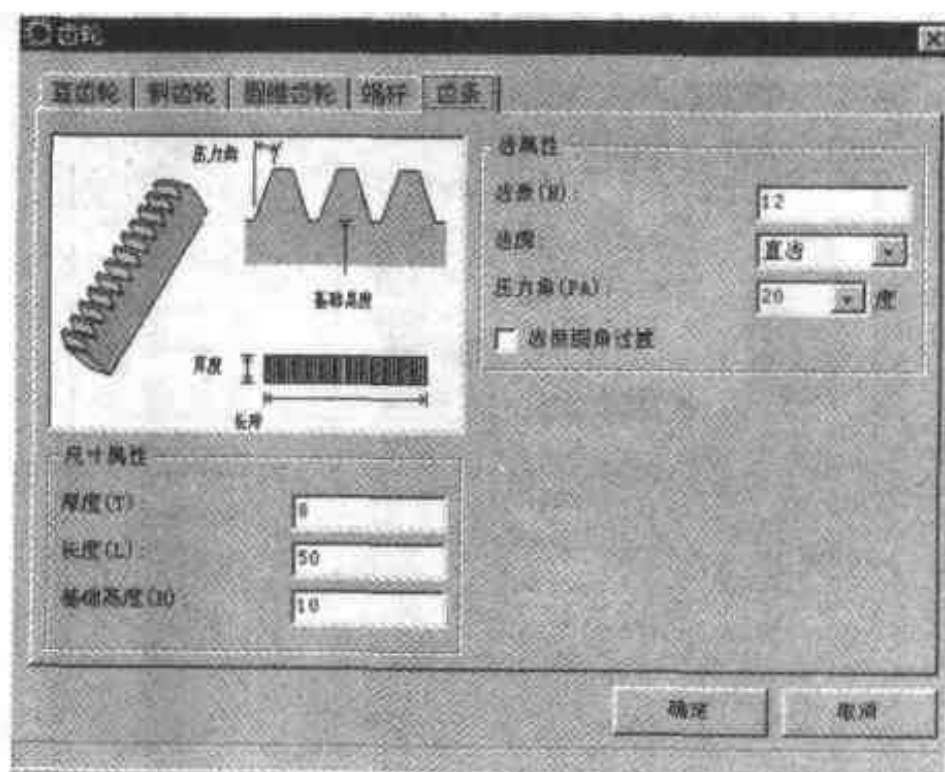 齿轮
直齿轮 斜齿轮 圆锥齿轮 蜗杆 齿条
压力角
基础高度
厚度
长度
齿属性
齿数(N):
12
齿腹
直齿
压力角(PA):
20 度
齿根圆角过渡
尺寸属性
厚度(T)
8
长度(L):
50
基础高度(H)
10
确定 取消